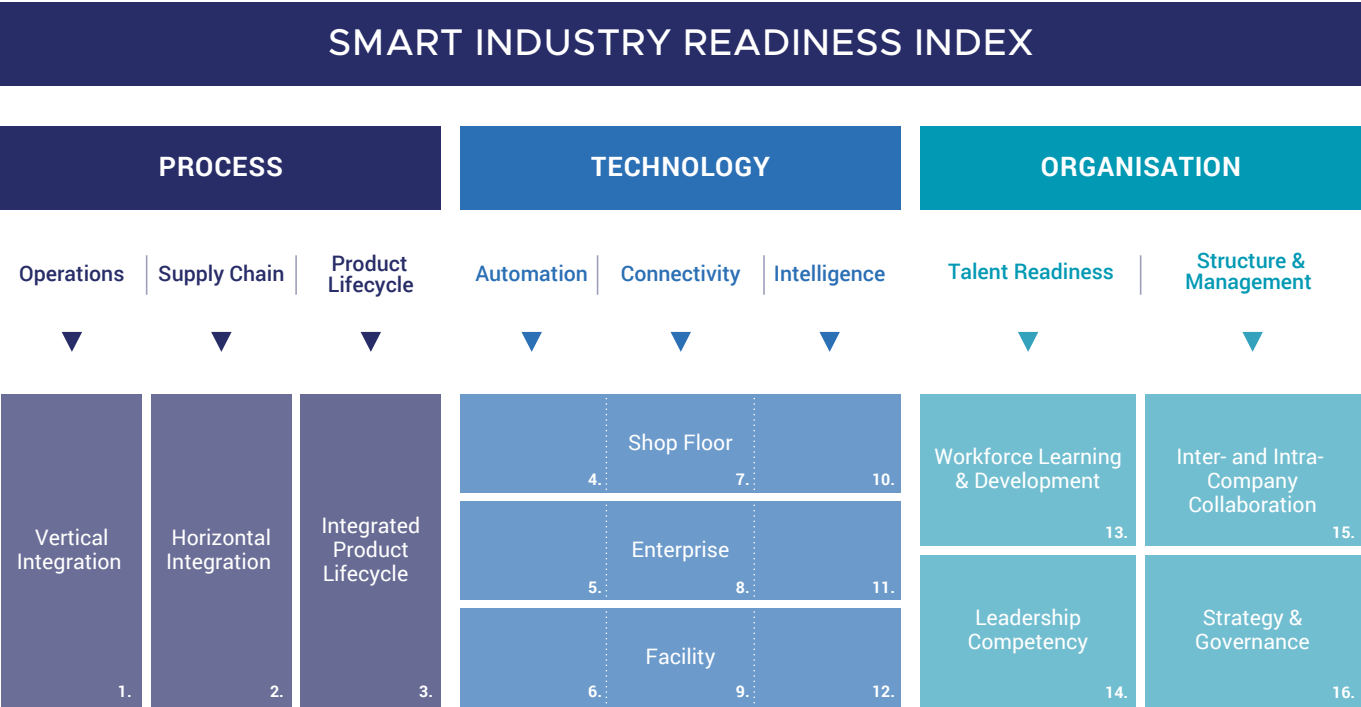 SMART INDUSTRY READINESS INDEX
PROCESS
TECHNOLOGY
ORGANISATION
Operations
Supply Chain
Product
Lifecycle
Automation
Connectivity
Intelligence
Talent Readiness
Structure &
Management
Vertical
Integration
1.
Horizontal
Integration
2.
Integrated
Product
Lifecycle
3.
Shop Floor
4.
7.
10.
Enterprise
5.
8.
11.
Facility
6.
9.
12.
Workforce Learning
& Development
13.
Inter- and Intra-
Company
Collaboration
15.
Leadership
Competency
14.
Strategy &
Governance
16.